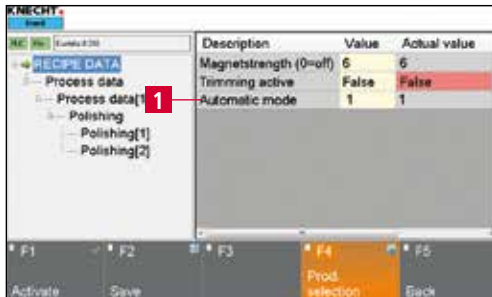 KNECHT
Description Value Actual value
RECIPE DATA
Magnetstrength (0=off) 6 6
Process data
Trimming active False False
Process data[1
1
Automatic mode 1 1
Polishing
Polishing[1]
Polishing[2]
F1 F2 F3 F4 F5
Activate Save Prod. selection Back